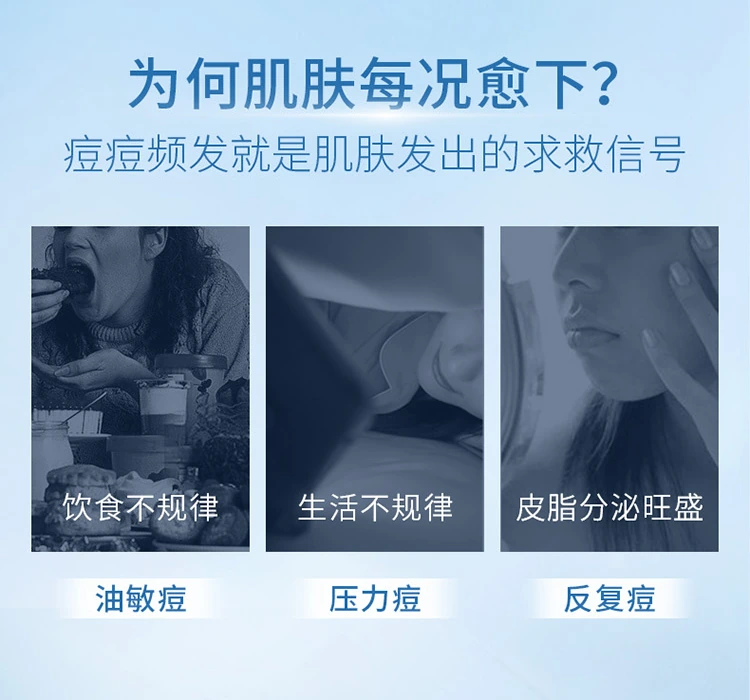 为何肌肤每况愈下？
痘痘频发就是肌肤发出的求救信号
饮食不规律
生活不规律
皮脂分泌旺盛
油敏痘
压力痘
反复痘